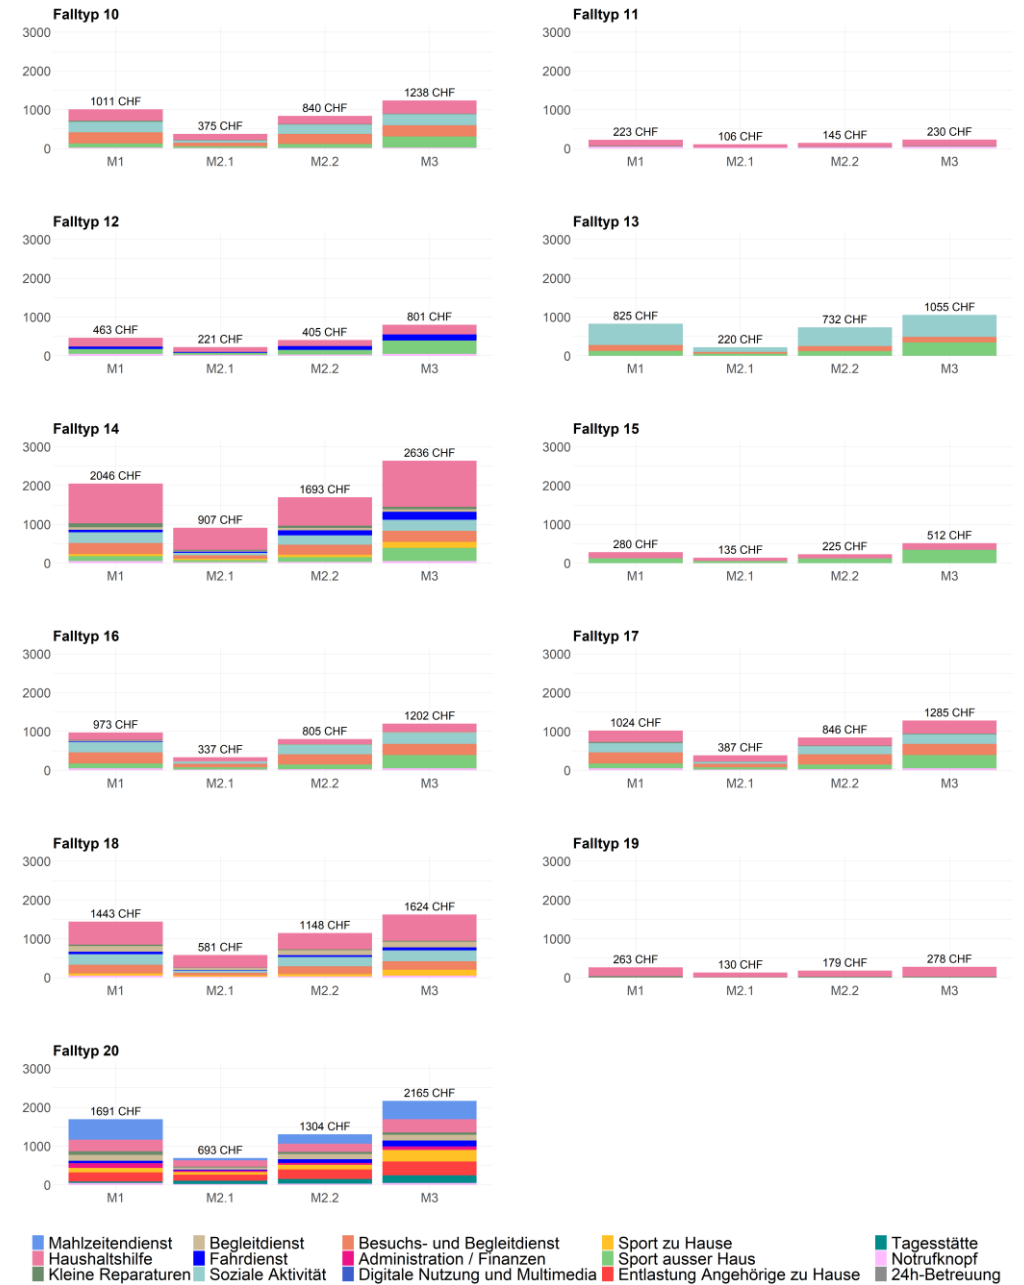 Falltyp 10
3000
2000
1000
0
1011 CHF
375 CHF
840 CHF
1238 CHF
M1
M2.1
M2.2
M3
Falltyp 11
3000
2000
1000
0
223 CHF
106 CHF
145 CHF
230 CHF
M1
M2.1
M2.2
M3
Falltyp 12
3000
2000
1000
0
463 CHF
221 CHF
405 CHF
801 CHF
M1
M2.1
M2.2
M3
Falltyp 13
3000
2000
1000
0
825 CHF
220 CHF
732 CHF
1055 CHF
M1
M2.1
M2.2
M3
Falltyp 14
3000
2000
1000
0
2046 CHF
907 CHF
1693 CHF
2636 CHF
M1
M2.1
M2.2
M3
Falltyp 15
3000
2000
1000
0
280 CHF
135 CHF
225 CHF
512 CHF
M1
M2.1
M2.2
M3
Falltyp 16
3000
2000
1000
0
973 CHF
337 CHF
805 CHF
1202 CHF
M1
M2.1
M2.2
M3
Falltyp 17
3000
2000
1000
0
1024 CHF
387 CHF
846 CHF
1285 CHF
M1
M2.1
M2.2
M3
Falltyp 18
3000
2000
1000
0
1443 CHF
581 CHF
1148 CHF
1624 CHF
M1
M2.1
M2.2
M3
Falltyp 19
3000
2000
1000
0
263 CHF
130 CHF
179 CHF
278 CHF
M1
M2.1
M2.2
M3
Falltyp 20
3000
2000
1000
0
1691 CHF
693 CHF
1304 CHF
2165 CHF
M1
M2.1
M2.2
M3
Mahlzeitendienst
Haushaltshilfe
Kleine Reparaturen
Begleitdienst
Fahrdienst
Soziale Aktivität
Besuchs- und Begleitdienst
Administration / Finanzen
Digitale Nutzung und Multimedia
Sport zu Hause
Sport ausser Haus
Entlastung Angehörige zu Hause
Tagesstätte
Notrufknopf
24h-Betreuung